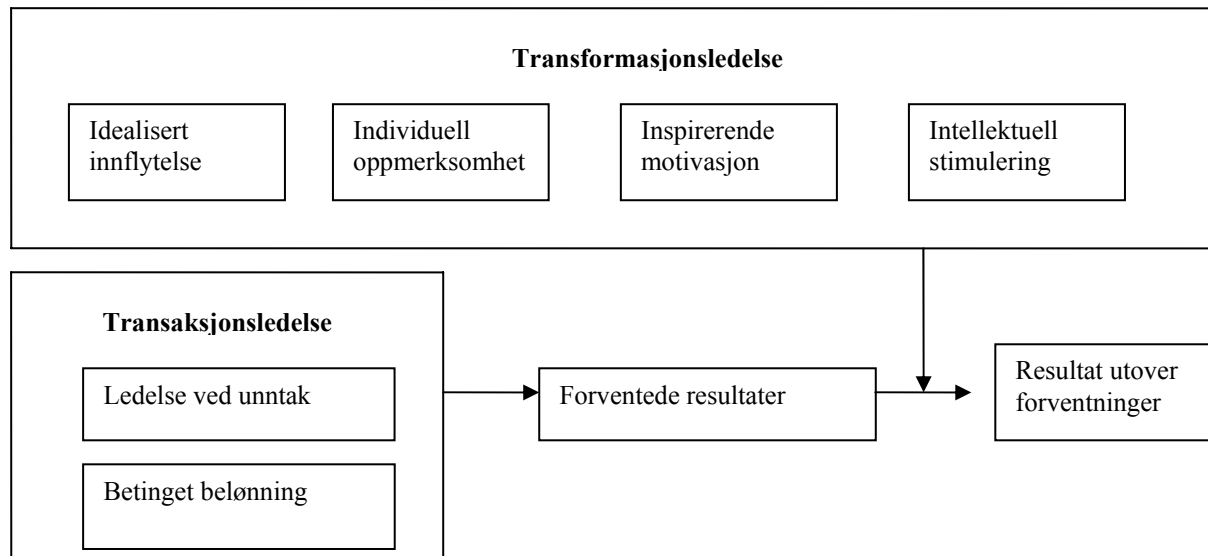 Transformasjonsledelse
Idealisert
innflytelse
Individuell
oppmerksomhet
Inspirerende
motivasjon
Intellektuell
stimulering
Transaksjonsledelse
Ledelse ved unntak
Betinget belønning
Forventede resultater
Resultat utover
forventninger